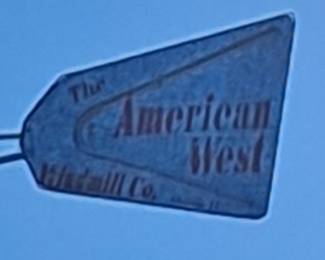 The
American
West
Windmill Co.